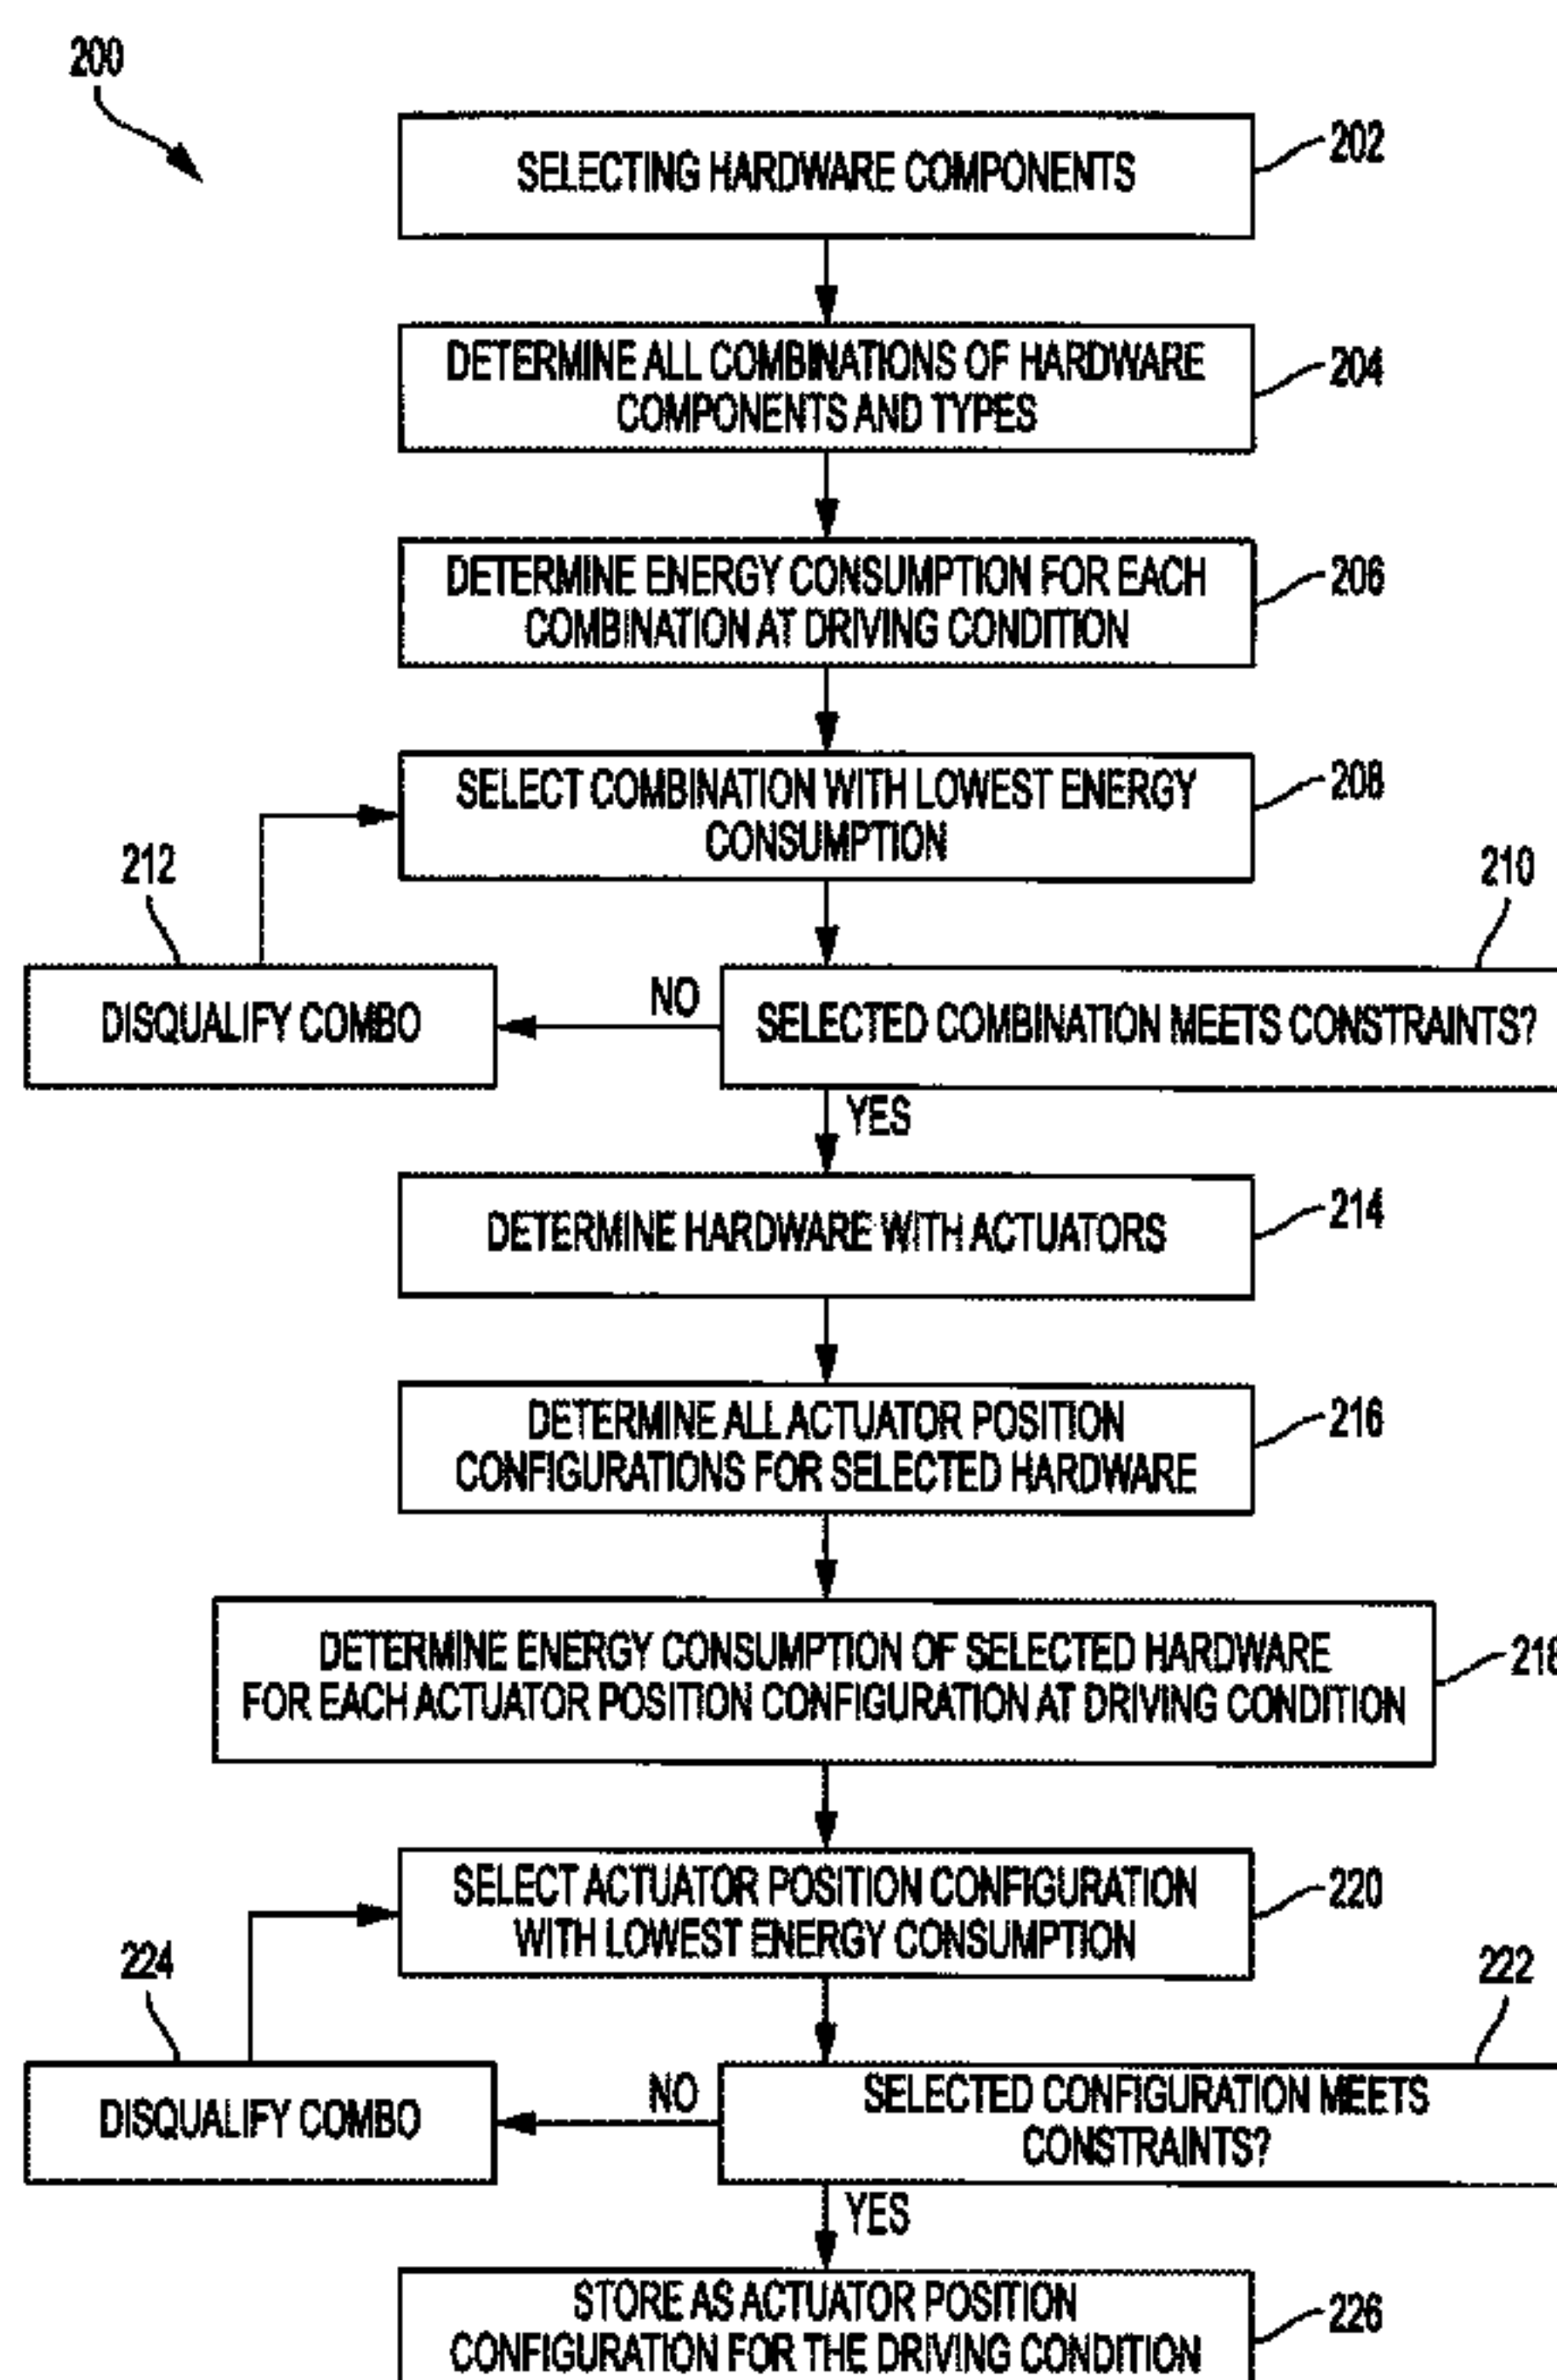 200
SELECTING HARDWARE COMPONENTS
202
DETERMINE ALL COMBINATIONS OF HARDWARE
COMPONENTS AND TYPES
204
DETERMINE ENERGY CONSUMPTION FOR EACH
COMBINATION AT DRIVING CONDITION
206
SELECT COMBINATION WITH LOWEST ENERGY
CONSUMPTION
208
212
210
DISQUALIFY COMBO
NO
SELECTED COMBINATION MEETS CONSTRAINTS?
YES
DETERMINE HARDWARE WITH ACTUATORS
214
DETERMINE ALL ACTUATOR POSITION
CONFIGURATIONS FOR SELECTED HARDWARE
216
DETERMINE ENERGY CONSUMPTION OF SELECTED HARDWARE
FOR EACH ACTUATOR POSITION CONFIGURATION AT DRIVING CONDITION
218
SELECT ACTUATOR POSITION CONFIGURATION
WITH LOWEST ENERGY CONSUMPTION
220
224
222
DISQUALIFY COMBO
NO
SELECTED CONFIGURATION MEETS
CONSTRAINTS?
YES
STORE AS ACTUATOR POSITION
CONFIGURATION FOR THE DRIVING CONDITION
226